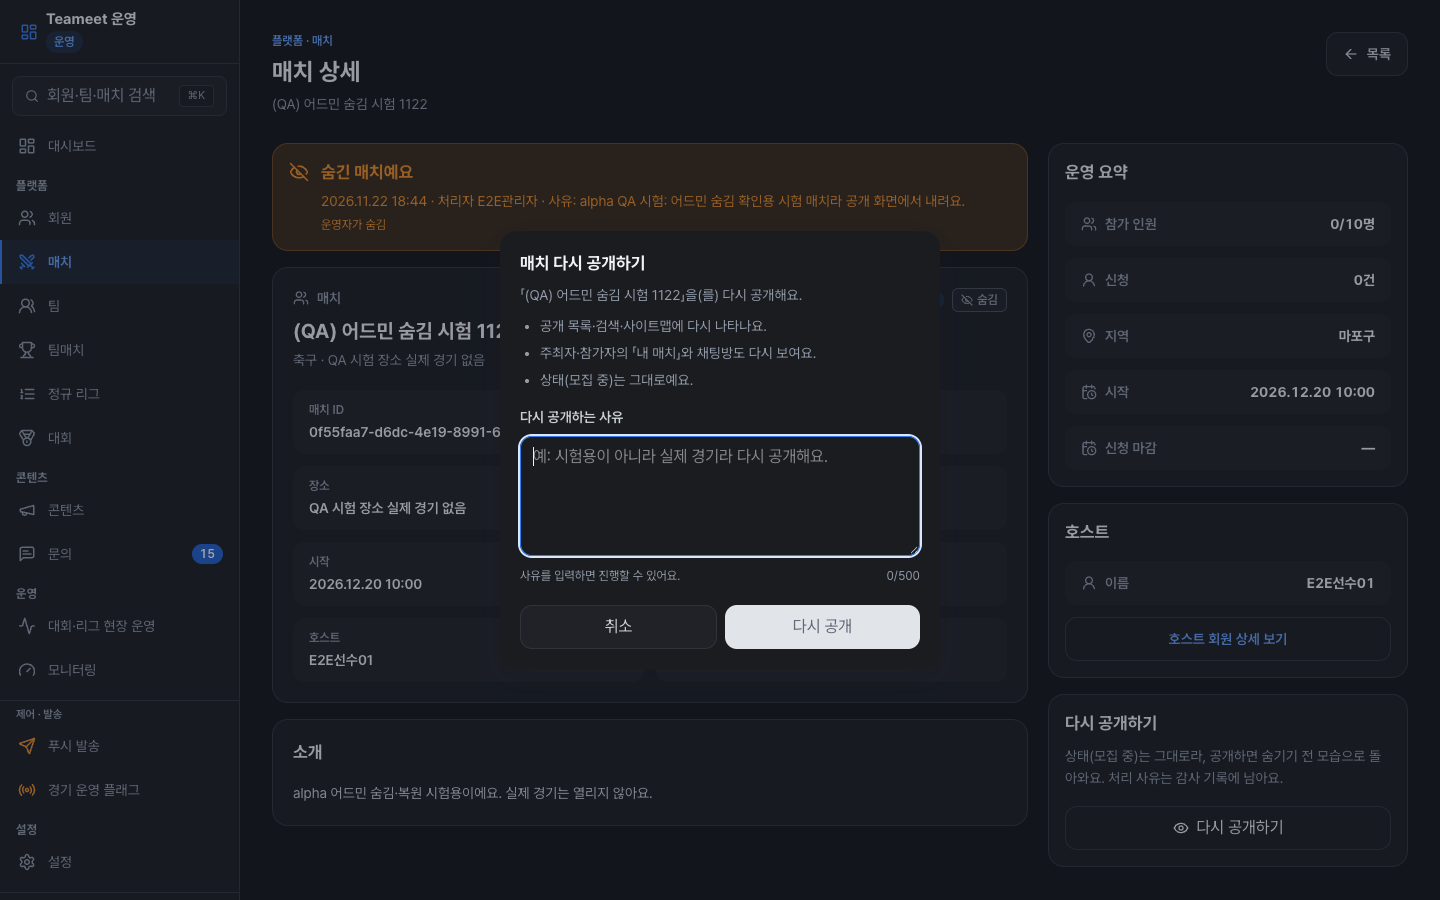 Teameet 운영
운영
회원·팀·매치 검색
⌘K
대시보드
플랫폼
회원
매치
팀
팀매치
정규 리그
대회
콘텐츠
콘텐츠
문의
15
운영
대회·리그 현장 운영
모니터링
제어 · 발송
푸시 발송
경기 운영 플래그
설정
설정
플랫폼 · 매치
매치 상세
(QA) 어드민 숨김 시험 1122
목록
숨긴 매치예요
2026.11.22 18:44 · 처리자 E2E관리자 · 사유: alpha QA 시험: 어드민 숨김 확인용 시험 매치라 공개 화면에서 내려요.
운영자가 숨김
매치
숨김
(QA) 어드민 숨김 시험 112
축구 · QA 시험 장소 실제 경기 없음
매치 ID
0f55faa7-d6dc-4e19-8991-6
장소
QA 시험 장소 실제 경기 없음
시작
2026.12.20 10:00
호스트
E2E선수01
소개
alpha 어드민 숨김·복원 시험용이에요. 실제 경기는 열리지 않아요.
매치 다시 공개하기
「(QA) 어드민 숨김 시험 1122」을(를) 다시 공개해요.
• 공개 목록·검색·사이트맵에 다시 나타나요.
• 주최자·참가자의 「내 매치」와 채팅방도 다시 보여요.
• 상태(모집 중)는 그대로예요.
다시 공개하는 사유
예: 시험용이 아니라 실제 경기라 다시 공개해요.
사유를 입력하면 진행할 수 있어요.
0/500
취소
다시 공개
운영 요약
참가 인원
0/10명
신청
0건
지역
마포구
시작
2026.12.20 10:00
신청 마감
—
호스트
이름
E2E선수01
호스트 회원 상세 보기
다시 공개하기
상태(모집 중)는 그대로라, 공개하면 숨기기 전 모습으로 돌
아와요. 처리 사유는 감사 기록에 남아요.
다시 공개하기